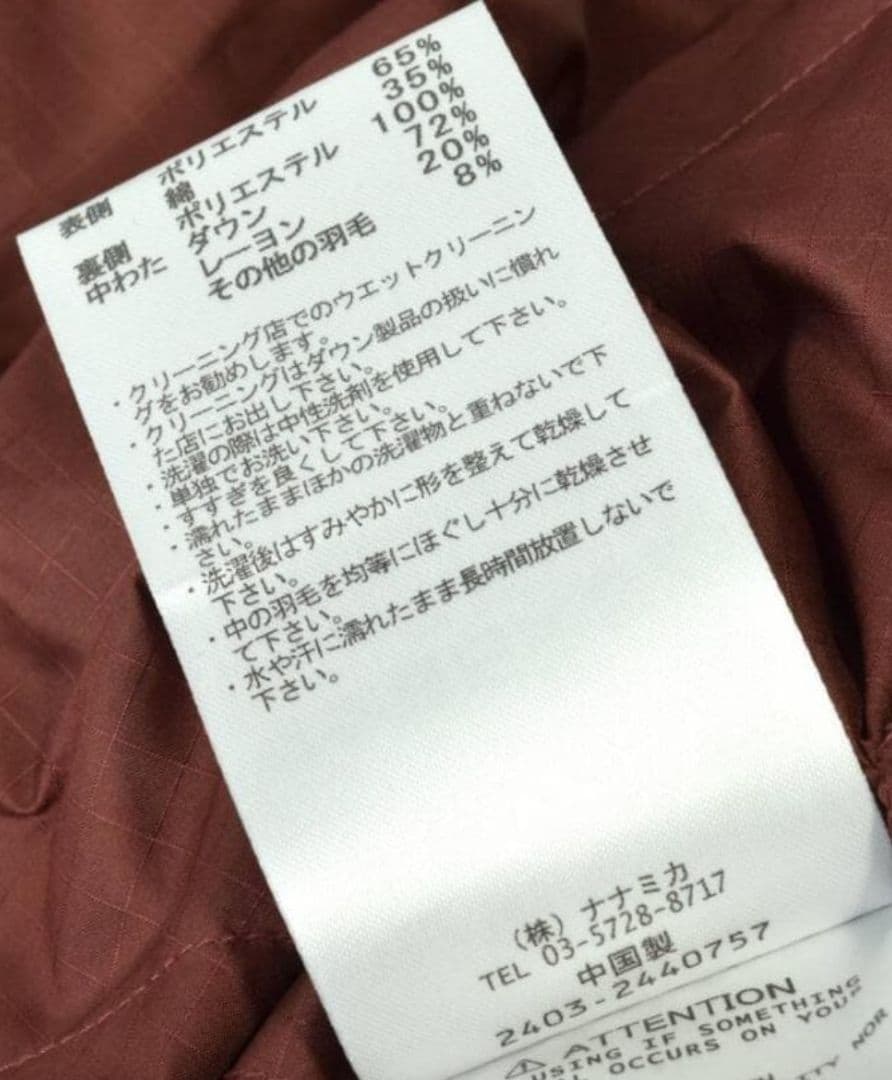 表側 ポリエステル 65%
綿 35%
裏側 ポリエステル 100%
中わた ダウン 72%
レーヨン 20%
その他の羽毛 8%
・クリーニング店でのウエットクリーニン
グをお勧めします。
・クリーニングはダウン製品の扱いに慣れ
た店にお出し下さい。
・洗濯の際は中性洗剤を使用して下さい。
・単独でお洗い下さい。
・すすぎを良くして下さい。
・濡れたままほかの洗濯物と重ねないで下
さい。
・洗濯後はすみやかに形を整えて乾燥して
下さい。
・中の羽毛を均等にほぐし十分に乾燥させ
て下さい。
・水や汗に濡れたまま長時間放置しないで
下さい。
(株) ナナミカ
TEL 03-5728-8717
中国製
2403-2440757
⚠ ATTENTION
USING IF SOMETHING
OCCURS ON YOUR
NOR